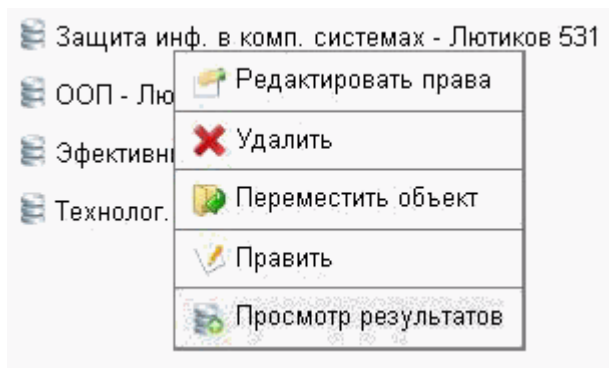 Защита инф. в комп. системах - Лютиков 531
Редактировать права
ООП - Лю
Удалить
Эфективн
Переместить объект
Технолог.
Править
Просмотр результатов